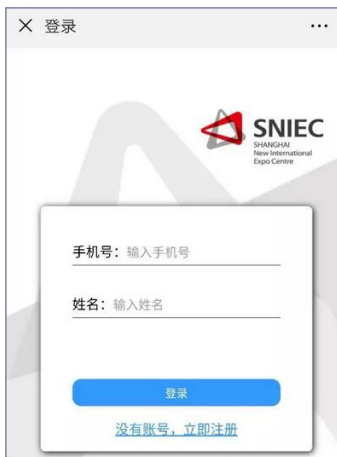 登录
SNIEC
SHANGHAI
New International
Expo Centre
手机号：输入手机号
姓名：输入姓名
登录
没有账号，立即注册